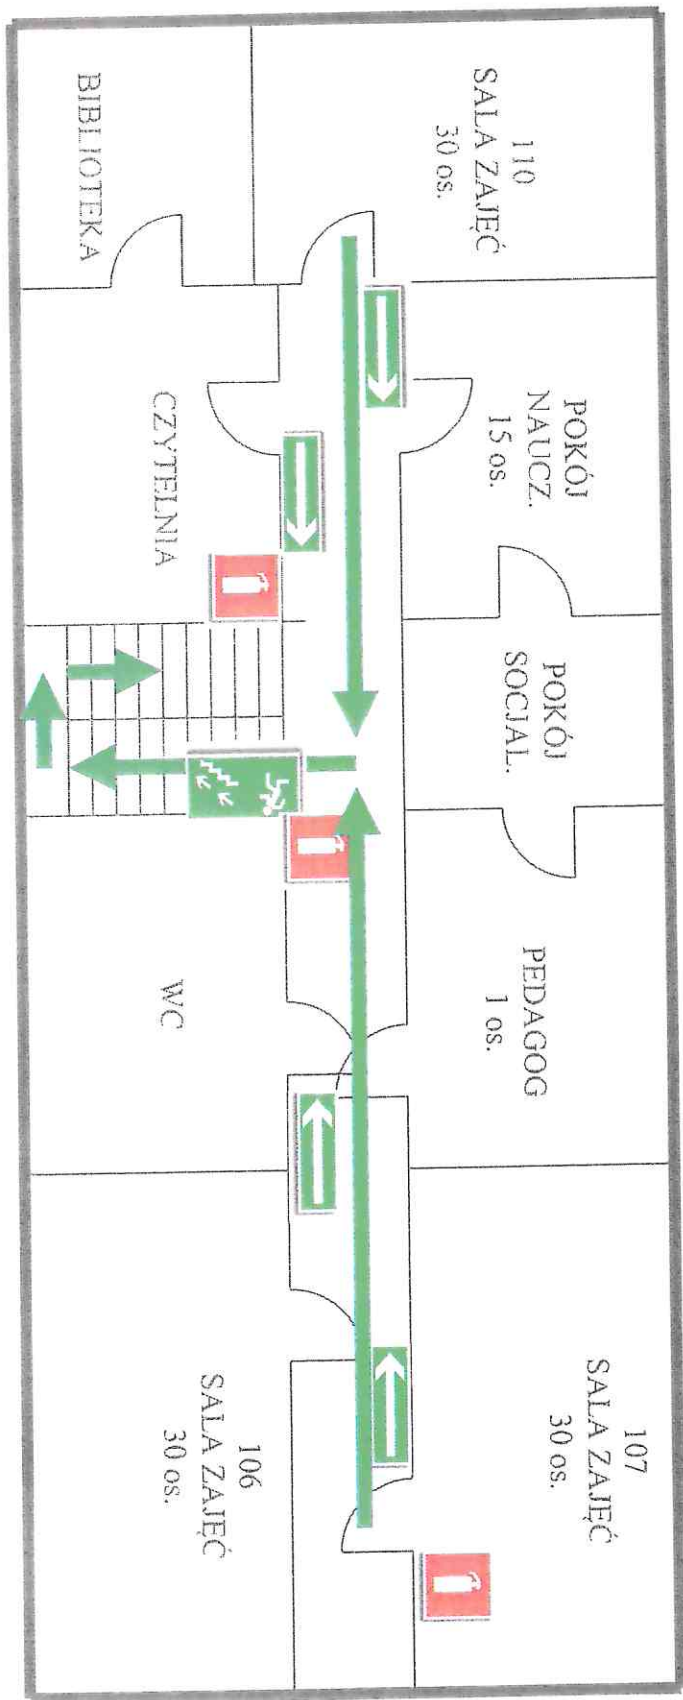 110
SALA ZAJĘĆ
30 os.
POKÓJ
NAUCZ.
15 os.
POKÓJ
SOCJAL.
PEDAGOG
1 os.
107
SALA ZAJĘĆ
30 os.
BIBLIOTEKA
CZYTELNIA
WC
106
SALA ZAJĘĆ
30 os.